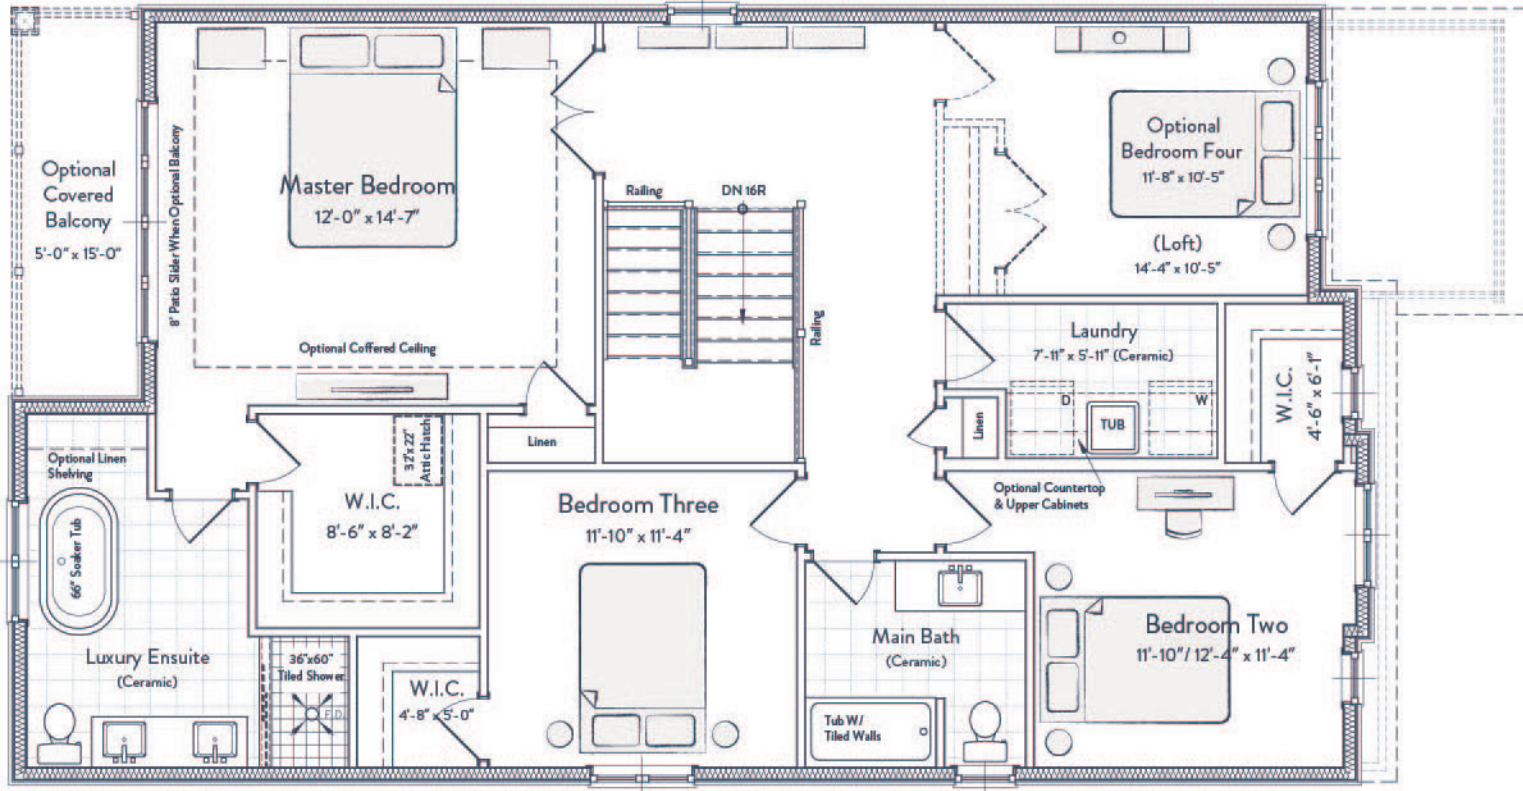 Optional
Covered
Balcony
5'-0" x 15'-0"
8' Patio Slider When Optional Balcony
Master Bedroom
12'-0" x 14'-7"
Optional Coffered Ceiling
Railing
DN 16R
Railing
Optional
Bedroom Four
11'-8" x 10'-5"
(Loft)
14'-4" x 10'-5"
Laundry
7'-11" x 5'-11" (Ceramic)
D
W
TUB
Linen
W.I.C.
4'-6" x 6'-1"
Optional Countertop
& Upper Cabinets
Linen
32"x22"
Attic Hatch
W.I.C.
8'-6" x 8'-2"
Optional Linen
Shelving
66" Soaker Tub
Luxury Ensuite
(Ceramic)
36"x60"
Tiled Shower
F.D.
W.I.C.
4'-8" x 5'-0"
Bedroom Three
11'-10" x 11'-4"
Main Bath
(Ceramic)
Tub W/
Tiled Walls
Bedroom Two
11'-10"/ 12'-4" x 11'-4"